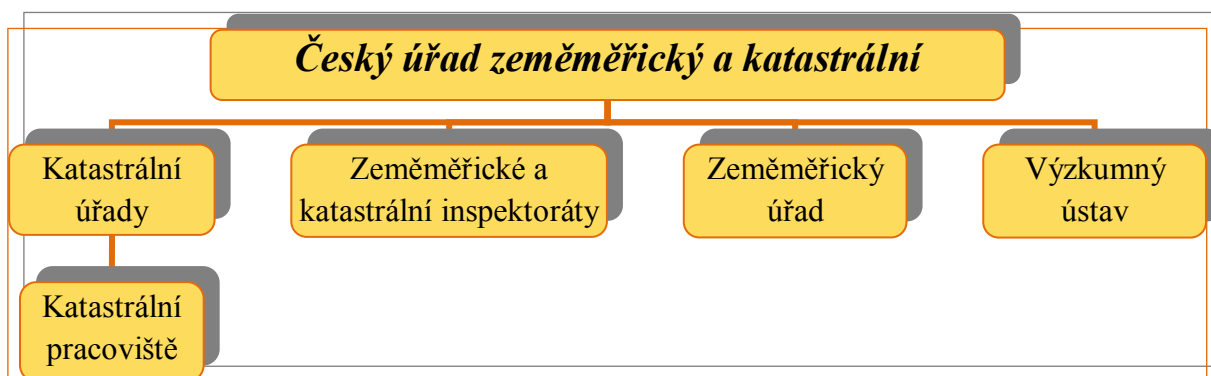 Český úřad zeměměřický a katastrální
Katastrální
úřady
Zeměměřické a
katastrální inspektoráty
Zeměměřický
úřad
Výzkumný
ústav
Katastrální
pracoviště